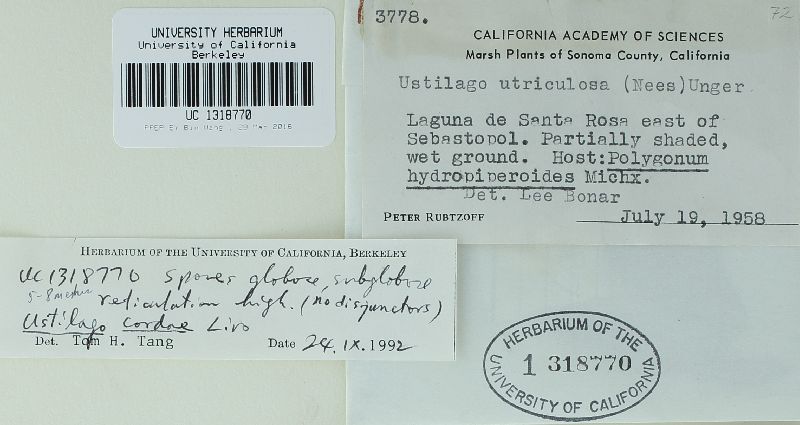 UNIVERSITY HERBARIUM
University of California
Berkeley
UC 1318770
3778.
72
CALIFORNIA ACADEMY OF SCIENCES
Marsh Plants of Sonoma County, California
Ustilago utriculosa (Nees)Unger.
Laguna de Santa Rosa east of
Sebastopol. Partially shaded,
wet ground. Host:Polygonum
hydropiperoides Michx.
Det. Lee Bonar
PETER RUBTZOFF July 19, 1958
HERBARIUM OF THE UNIVERSITY OF CALIFORNIA, BERKELEY
UC1318770 Spores globose, subglobose
reticulation high. (no disjunctors)
Ustilago cordae Liro
Det. Tom H. Tang Date 24.IX.1992
HERBARIUM OF THE
1 318770
UNIVERSITY OF CALIFORNIA